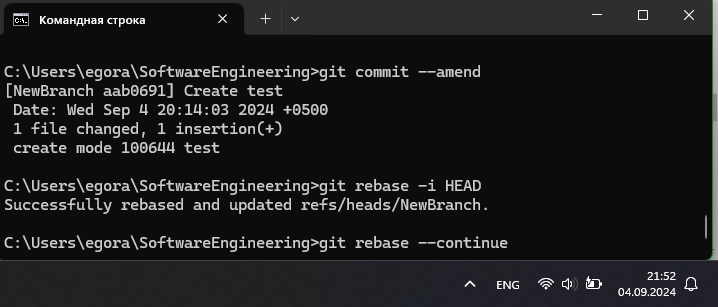 Командная строка
C:\Users\egora\SoftwareEngineering>git commit --amend
[NewBranch aab0691] Create test
 Date: Wed Sep 4 20:14:03 2024 +0500
 1 file changed, 1 insertion(+)
 create mode 100644 test
C:\Users\egora\SoftwareEngineering>git rebase -i HEAD
Successfully rebased and updated refs/heads/NewBranch.
C:\Users\egora\SoftwareEngineering>git rebase --continue
ENG
21:52
04.09.2024